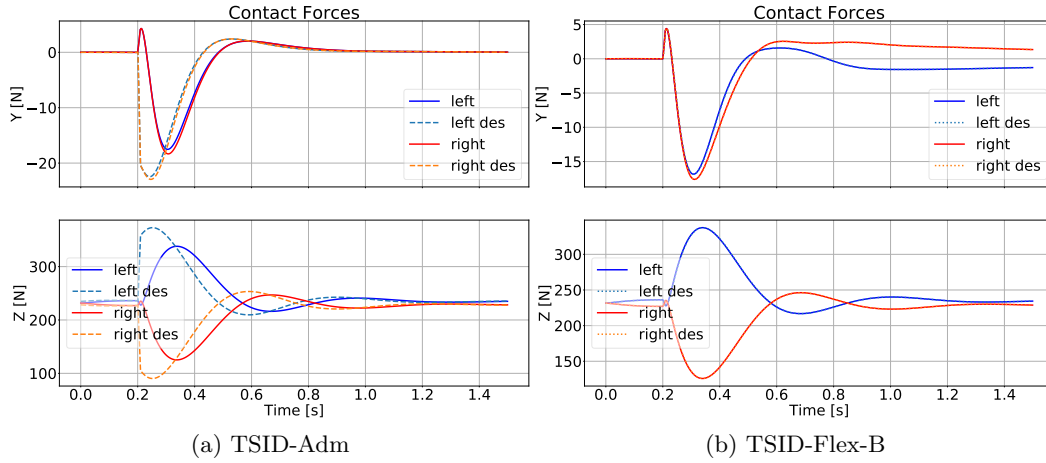 Contact Forces
0
−10
−20
Y [N]
left
left des
right
right des
300
200
100
Z [N]
left
left des
right
right des
0.0 0.2 0.4 0.6 0.8 1.0 1.2 1.4
Time [s]
(a) TSID-Adm
Contact Forces
5
0
−5
−10
−15
Y [N]
left
left des
right
right des
300
250
200
150
Z [N]
left
left des
right
right des
0.0 0.2 0.4 0.6 0.8 1.0 1.2 1.4
Time [s]
(b) TSID-Flex-B